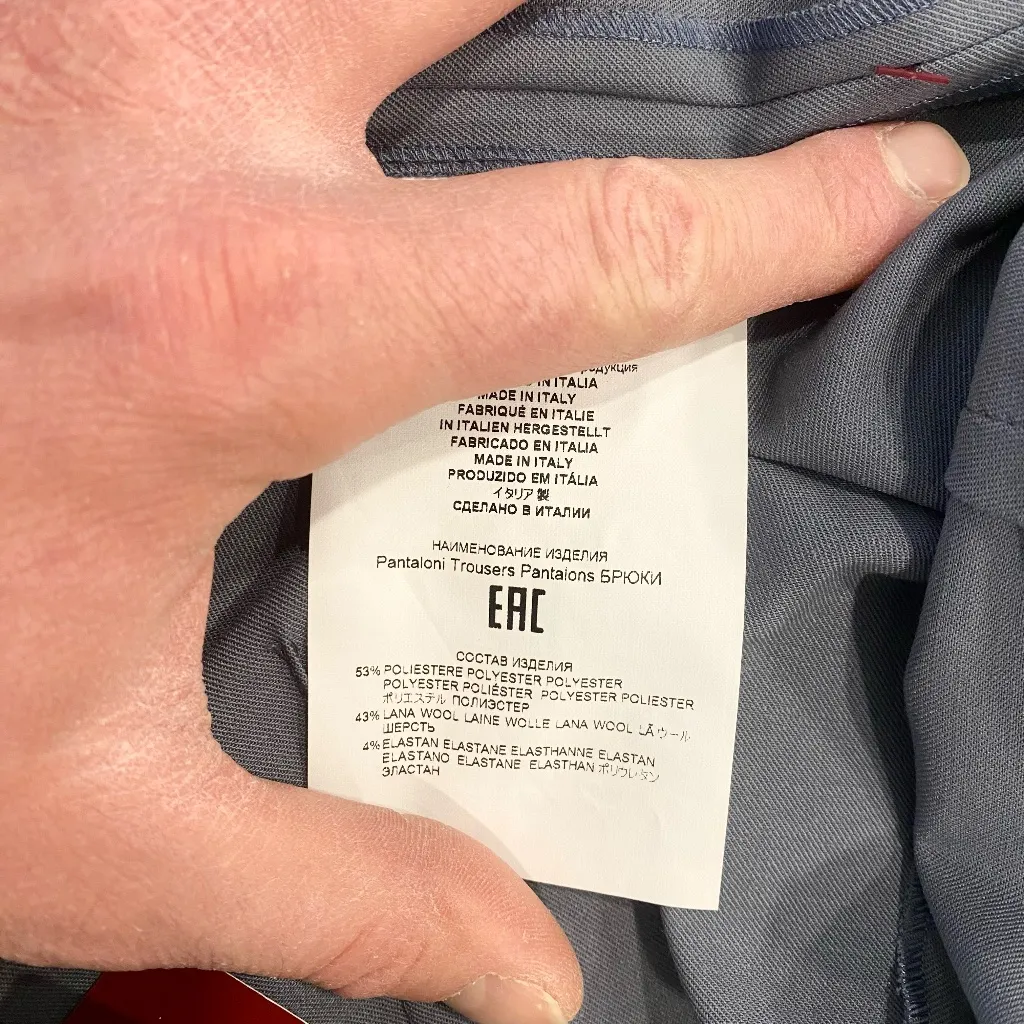 IN ITALIA
MADE IN ITALY
FABRIQUÉ EN ITALIE
IN ITALIEN HERGESTELLT
FABRICADO EN ITALIA
MADE IN ITALY
PRODUZIDO EM ITÁLIA
イタリア製
СДЕЛАНО В ИТАЛИИ
НАИМЕНОВАНИЕ ИЗДЕЛИЯ
Pantaloni Trousers Pantaions БРЮКИ
EAC
СОСТАВ ИЗДЕЛИЯ
53% POLIESTERE POLYESTER POLYESTER
POLYESTER POLIÉSTER POLYESTER POLIESTER
ポリエステル ПОЛИЭСТЕР
43% LANA WOOL LAINE WOLLE LANA WOOL LÃ ウール
ШЕРСТЬ
4% ELASTAN ELASTANE ELASTHANNE ELASTAN
ELASTANO ELASTANE ELASTHAN ポリウレタン
ЭЛАСТАН